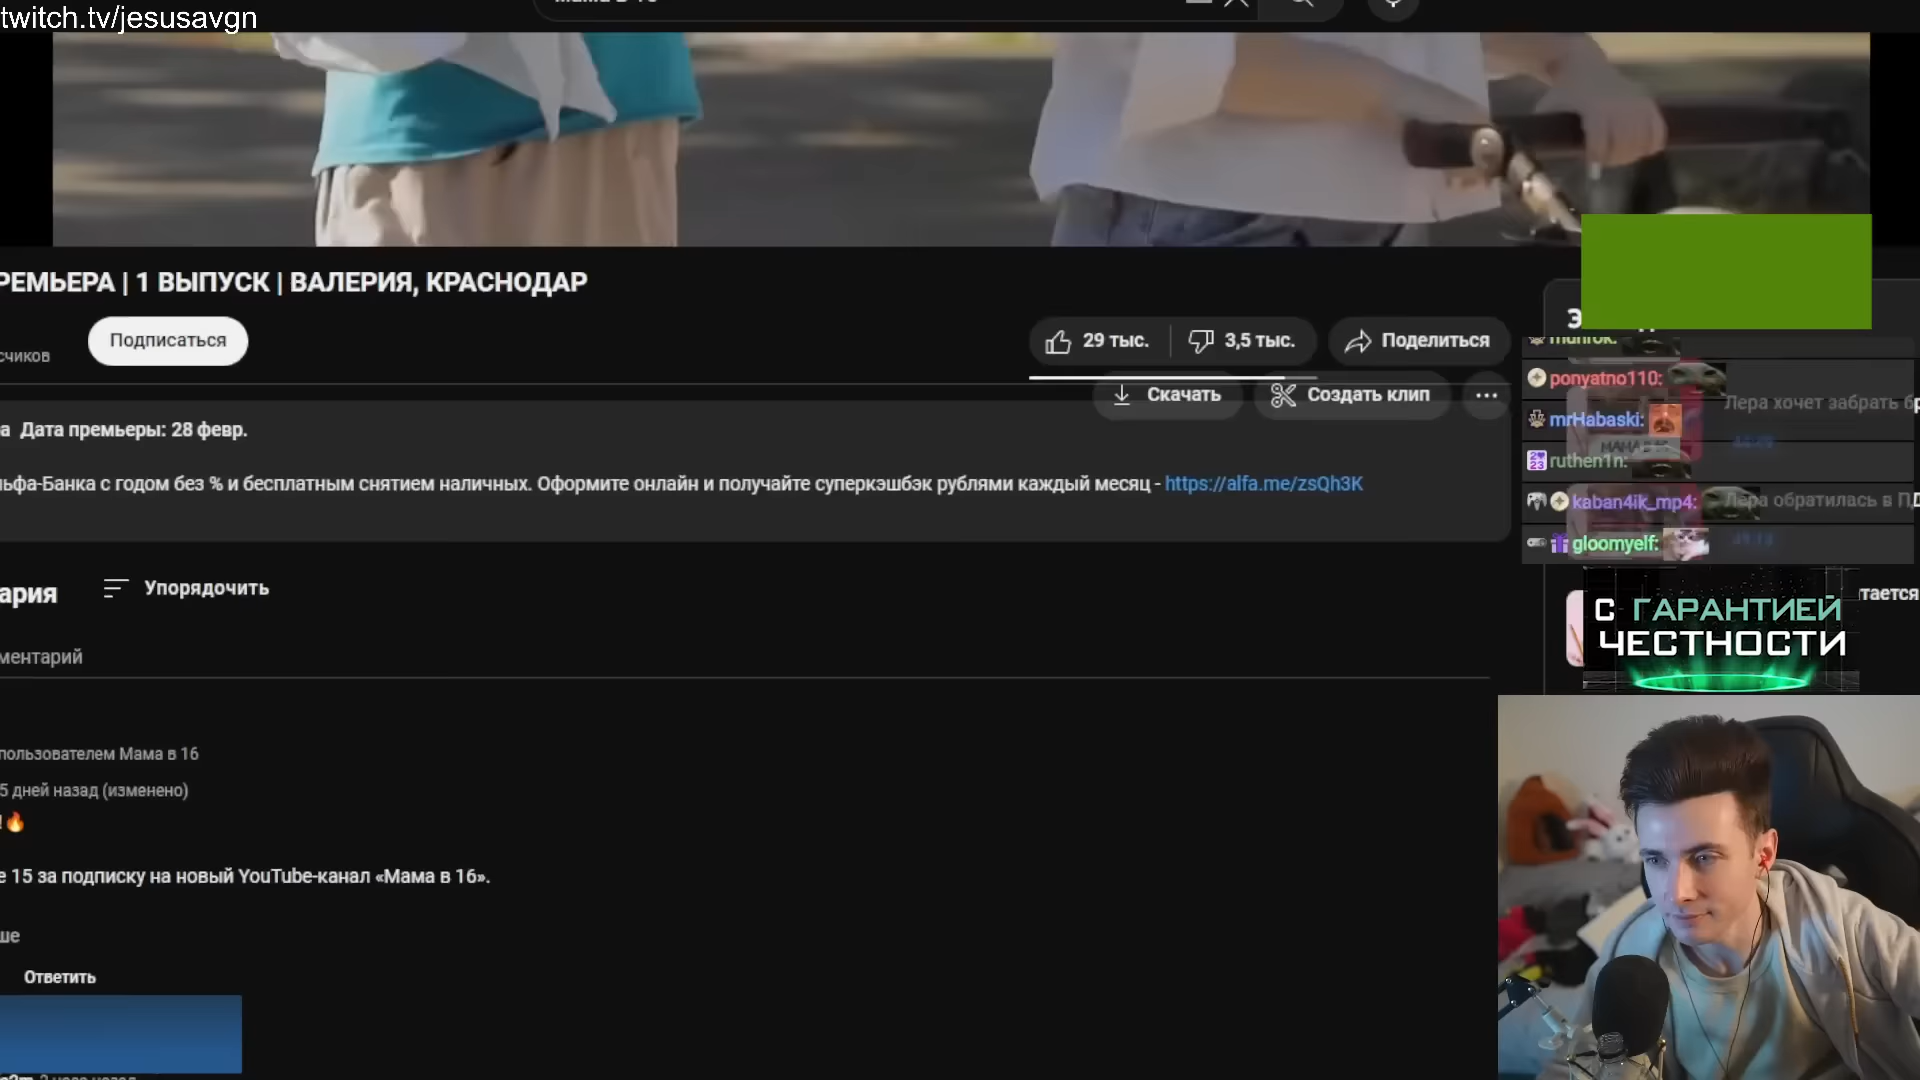 twitch.tv/jesusavgn
РЕМЬЕРА | 1 ВЫПУСК | ВАЛЕРИЯ, КРАСНОДАР
счиков
Подписаться
29 тыс.
3,5 тыс.
Поделиться
Скачать
Создать клип
а Дата премьеры: 28 февр.
льфа-Банка с годом без % и бесплатным снятием наличных. Оформите онлайн и получайте суперкэшбэк рублями каждый месяц - https://alfa.me/zsQh3K
ария
Упорядочить
ментарий
пользователем Мама в 16
5 дней назад (изменено)
!🔥
е 15 за подписку на новый YouTube-канал «Мама в 16».
ше
Ответить
ponyatno110:
Лера хочет забрать
mrHabaski:
МАМА В 16
ruthen1n:
kaban4ik_mp4:
Лера обратилась в
gloomyelf:
тается
С ГАРАНТИЕЙ
ЧЕСТНОСТИ